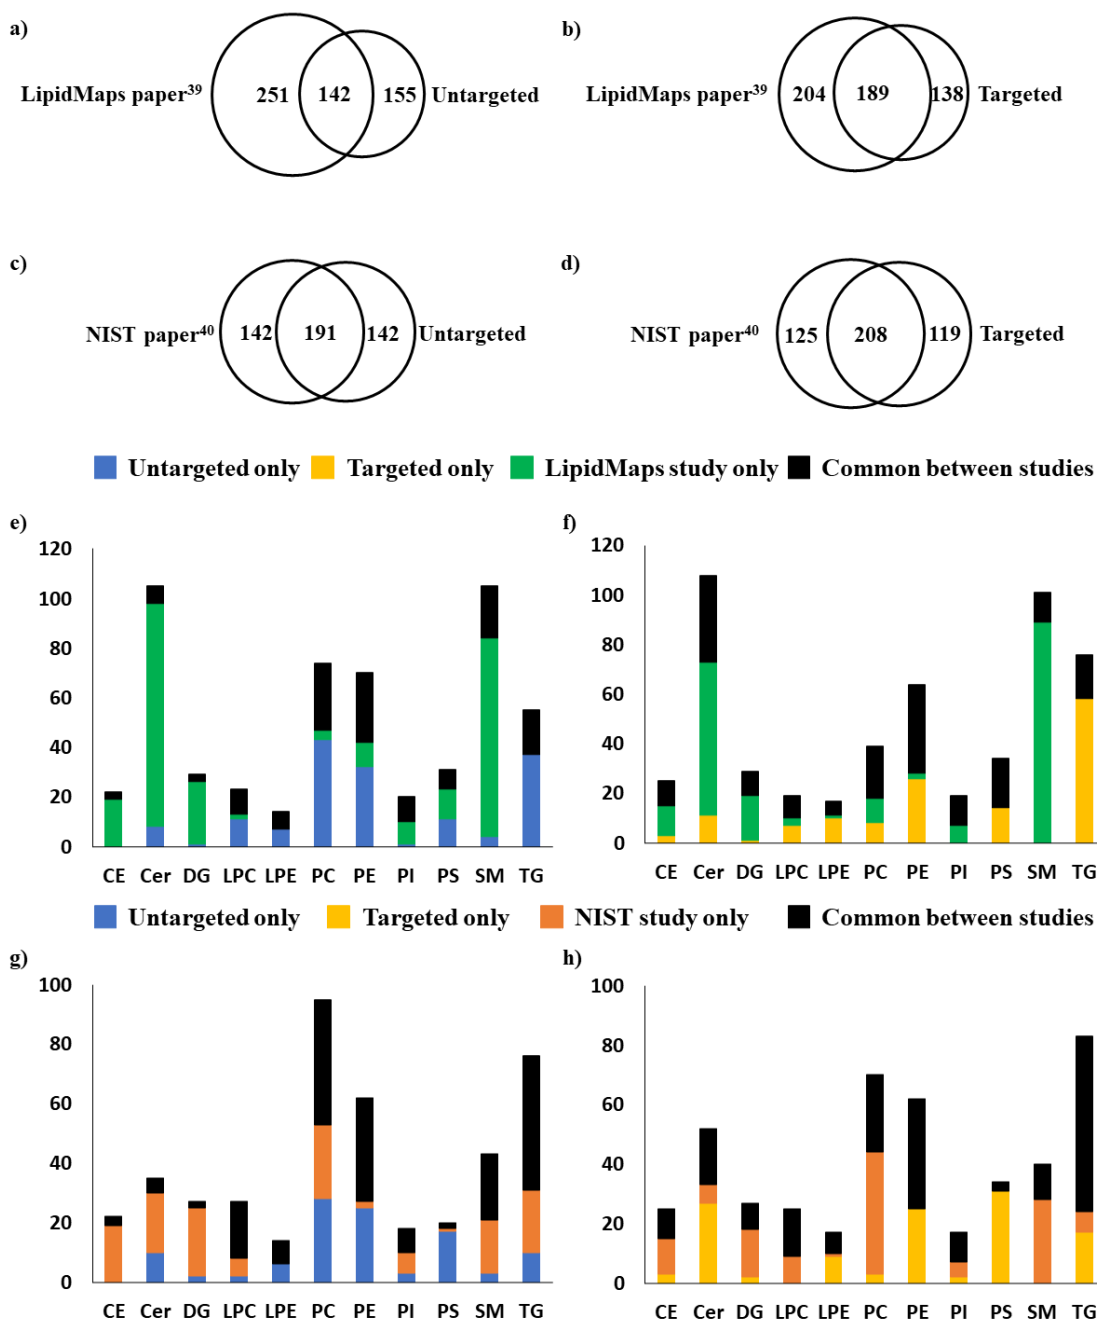 a)
LipidMaps paper³⁹ 251 142 155 Untargeted
b)
LipidMaps paper³⁹ 204 189 138 Targeted
c)
NIST paper⁴⁰ 142 191 142 Untargeted
d)
NIST paper⁴⁰ 125 208 119 Targeted
Untargeted only Targeted only LipidMaps study only Common between studies
e)
120
100
80
60
40
20
0
CE Cer DG LPC LPE PC PE PI PS SM TG
f)
120
100
80
60
40
20
0
CE Cer DG LPC LPE PC PE PI PS SM TG
Untargeted only Targeted only NIST study only Common between studies
g)
100
80
60
40
20
0
CE Cer DG LPC LPE PC PE PI PS SM TG
h)
100
80
60
40
20
0
CE Cer DG LPC LPE PC PE PI PS SM TG